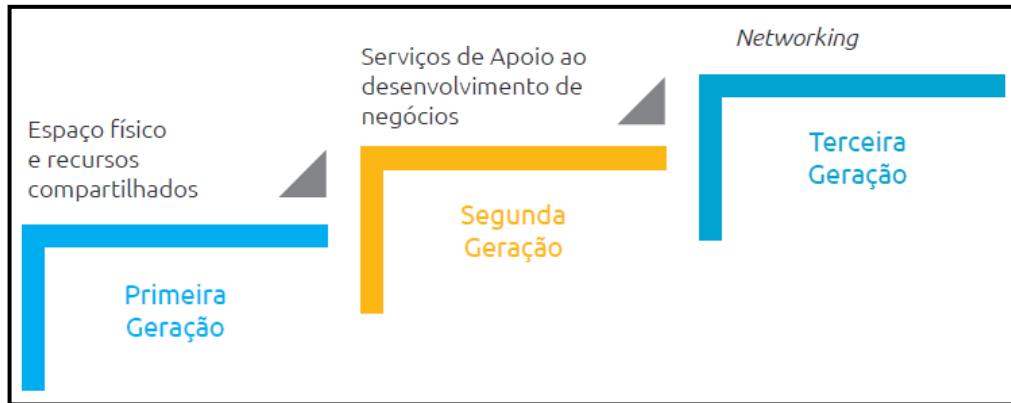 Espaço físico
e recursos
compartilhados
Primeira
Geração
Serviços de Apoio ao
desenvolvimento de
negócios
Segunda
Geração
Networking
Terceira
Geração